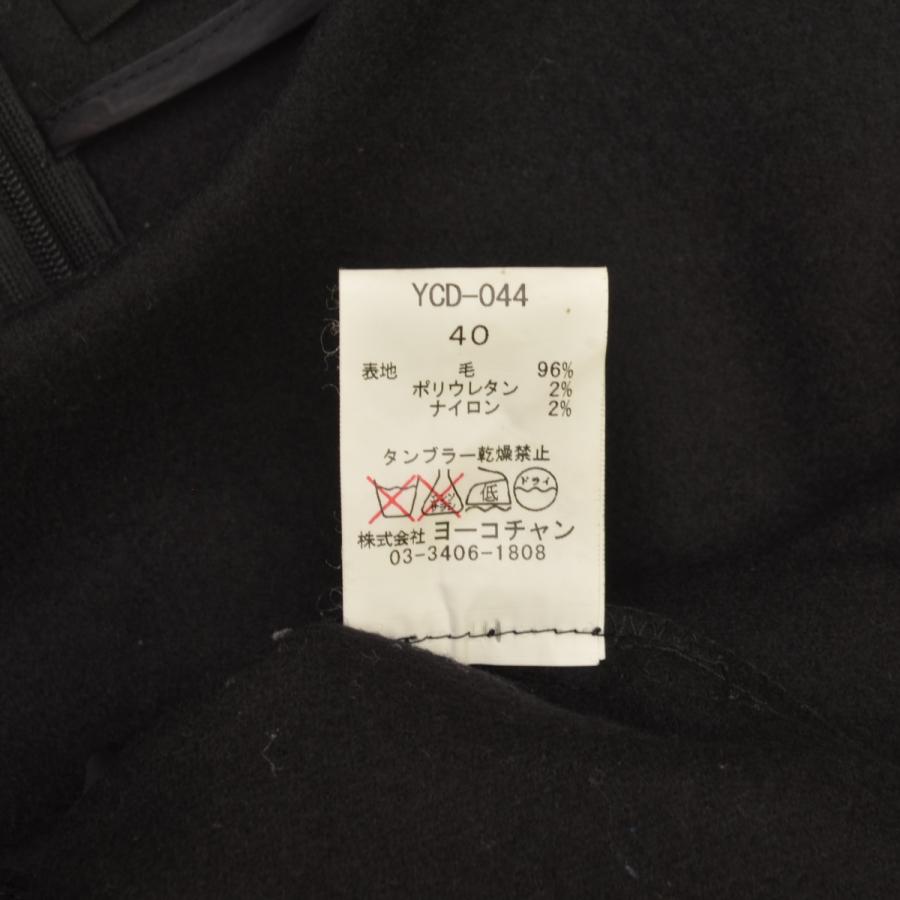 YCD-044
40
表地 毛 96%
ポリウレタン 2%
ナイロン 2%
タンブラー乾燥禁止
低 ドライ
株式会社 ヨーコチャン
03-3406-1808